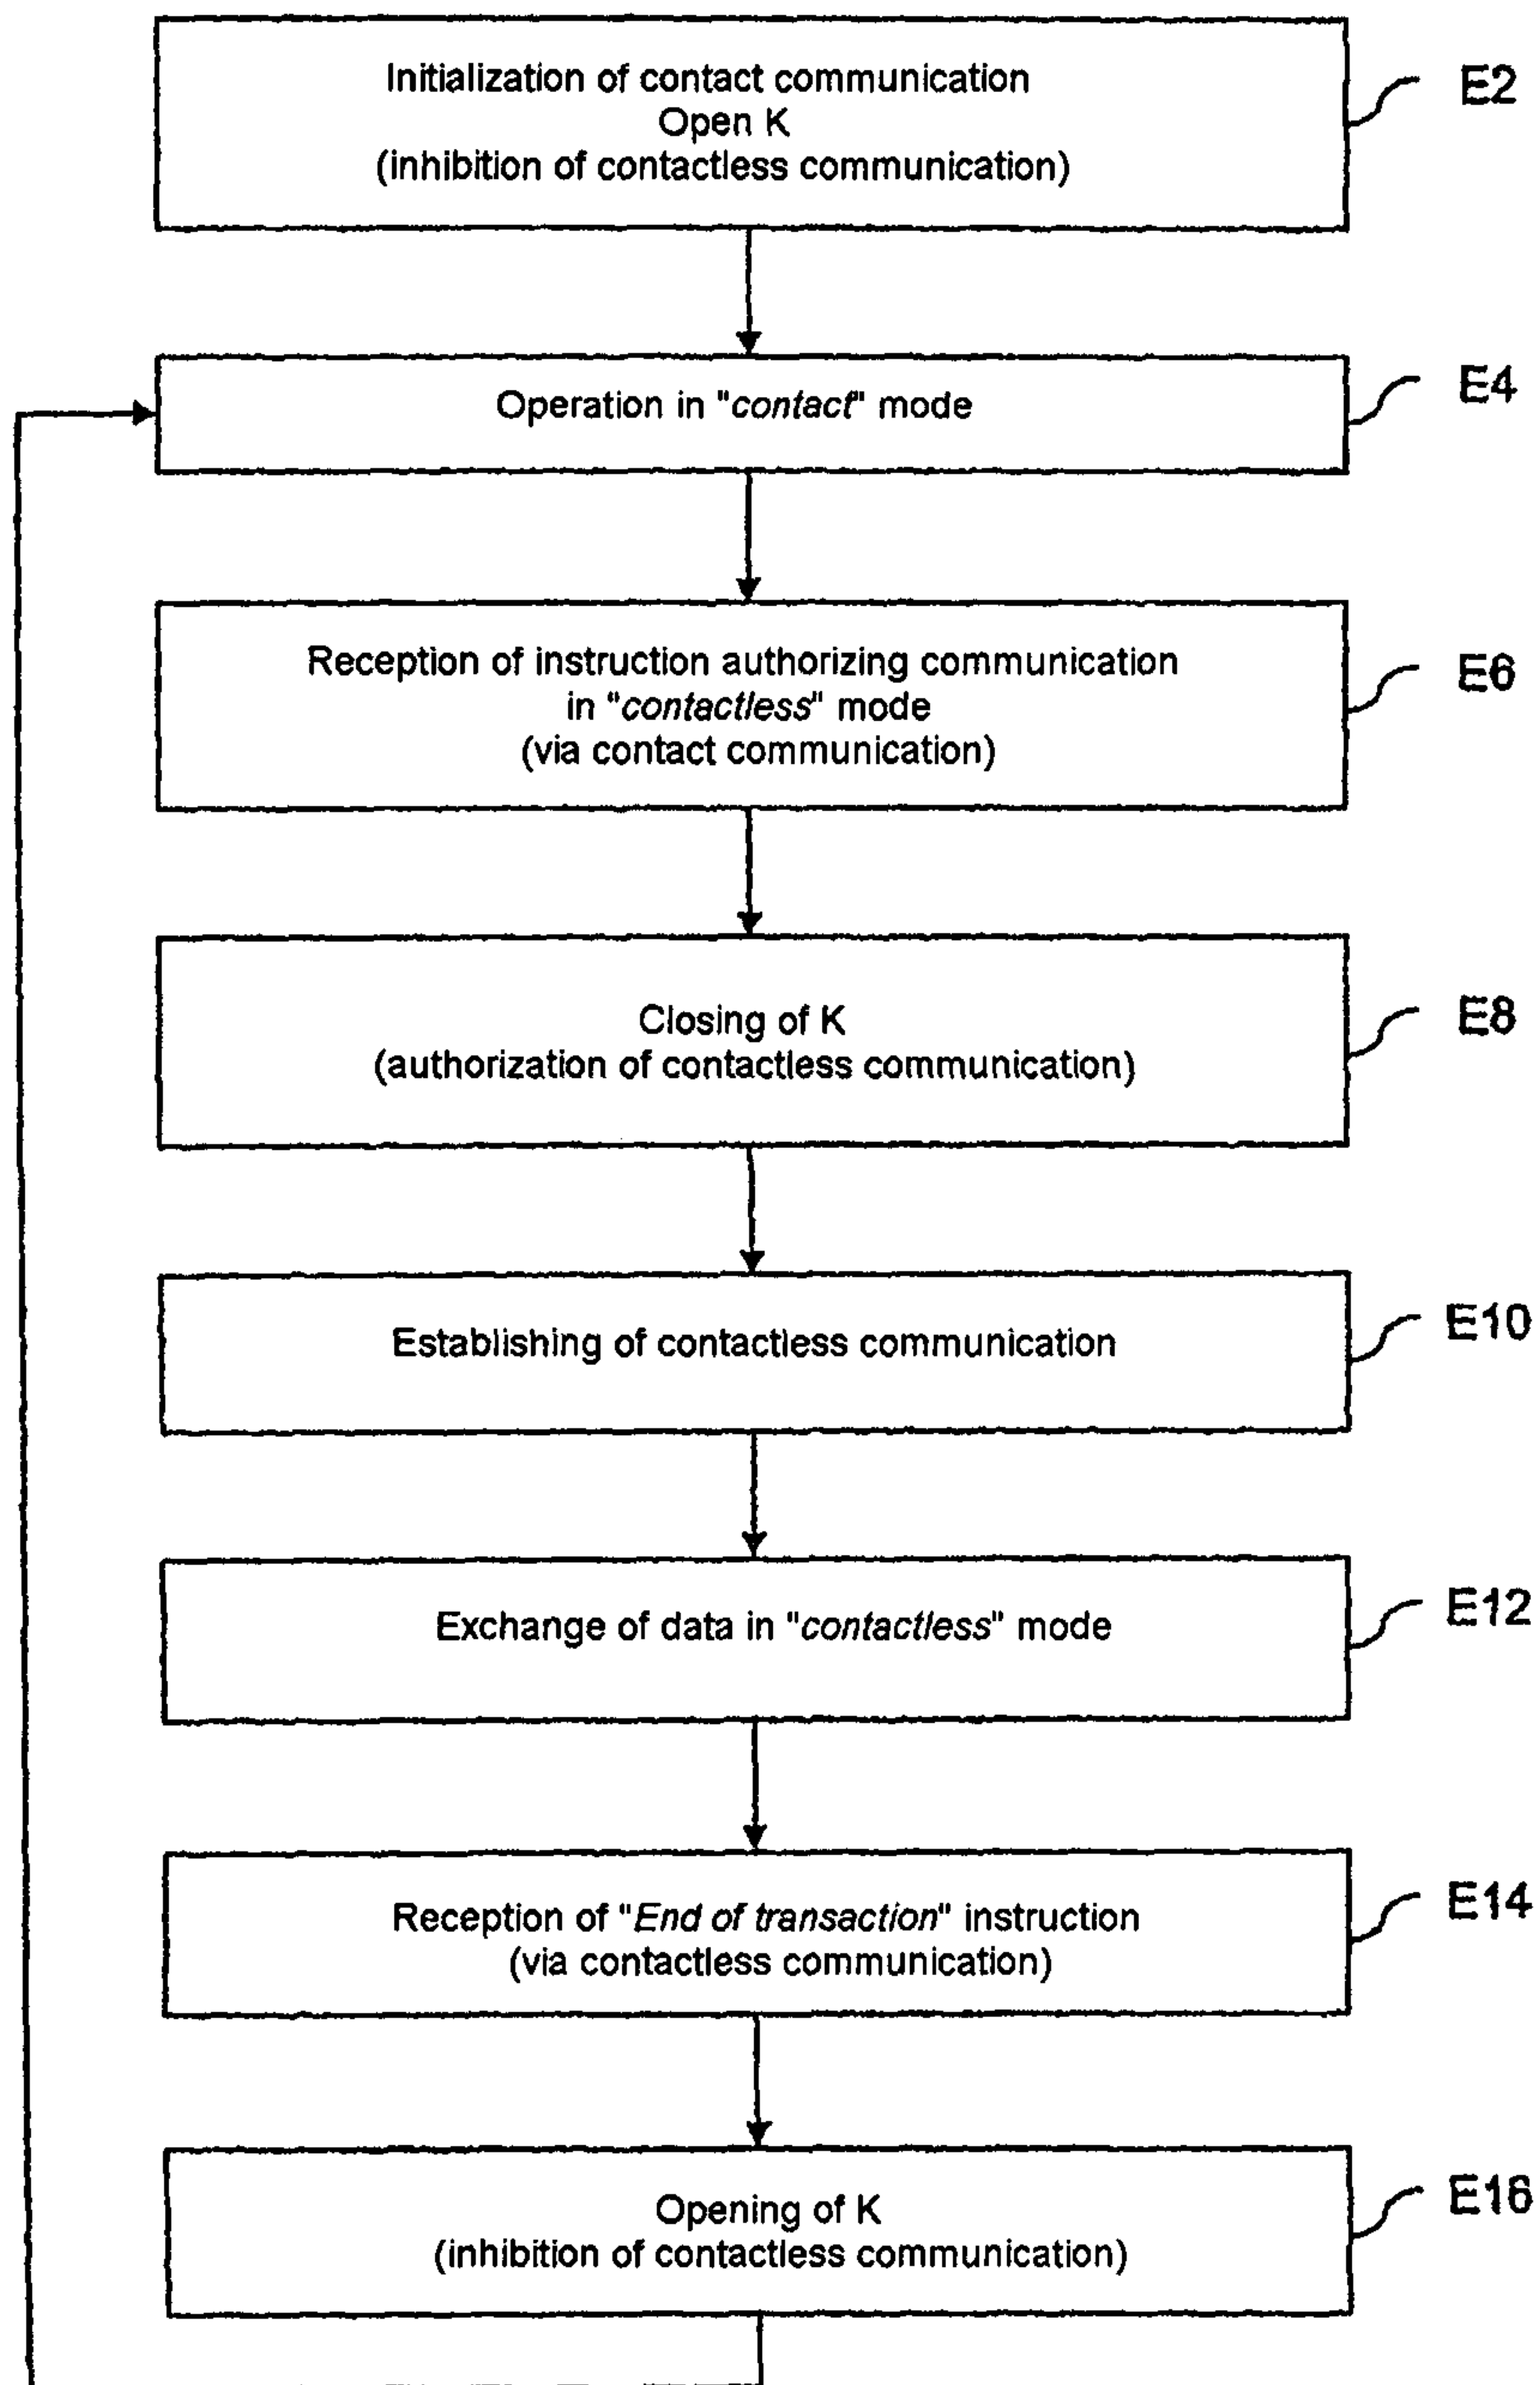 Initialization of contact communication
Open K
(inhibition of contactless communication)
E2
Operation in "contact" mode
E4
Reception of instruction authorizing communication
in "contactless" mode
(via contact communication)
E6
Closing of K
(authorization of contactless communication)
E8
Establishing of contactless communication
E10
Exchange of data in "contactless" mode
E12
Reception of "End of transaction" instruction
(via contactless communication)
E14
Opening of K
(inhibition of contactless communication)
E16